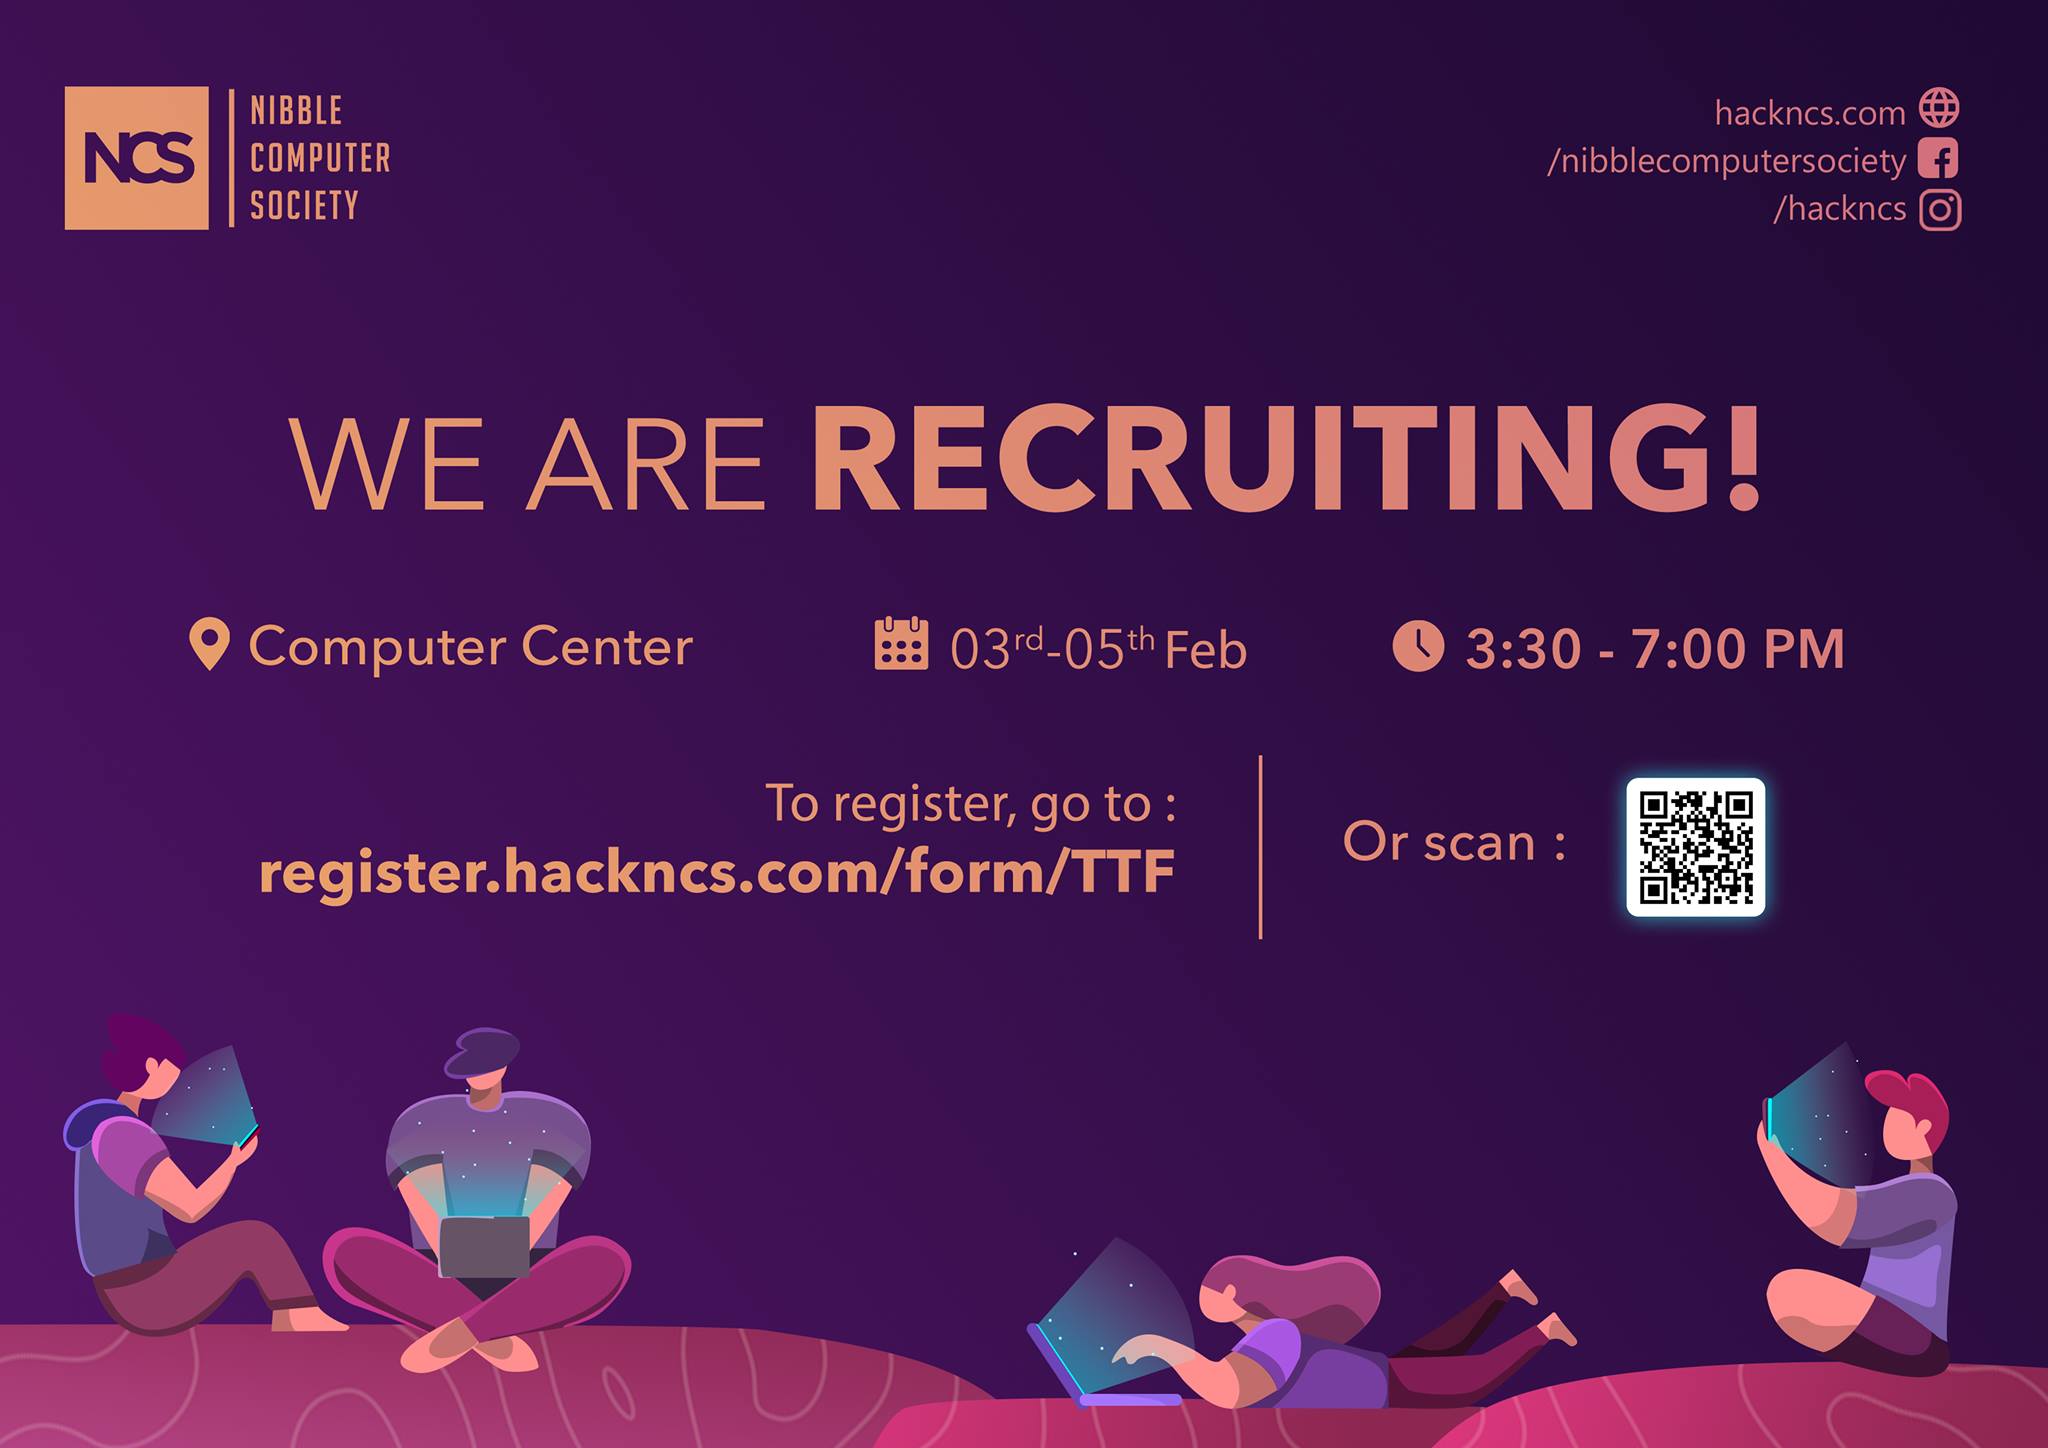 NCS
NIBBLE
COMPUTER
SOCIETY
hackncs.com
/nibblecomputersociety
/hackncs
WE ARE RECRUITING!
Computer Center
03rd-05th Feb
3:30 - 7:00 PM
To register, go to :
register.hackncs.com/form/TTF
Or scan :